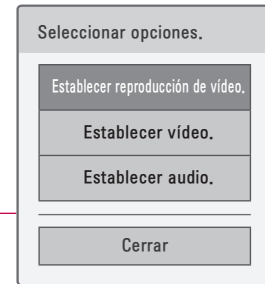 Seleccionar opciones.
Establecer reproducción de vídeo.
Establecer vídeo.
Establecer audio.
Cerrar